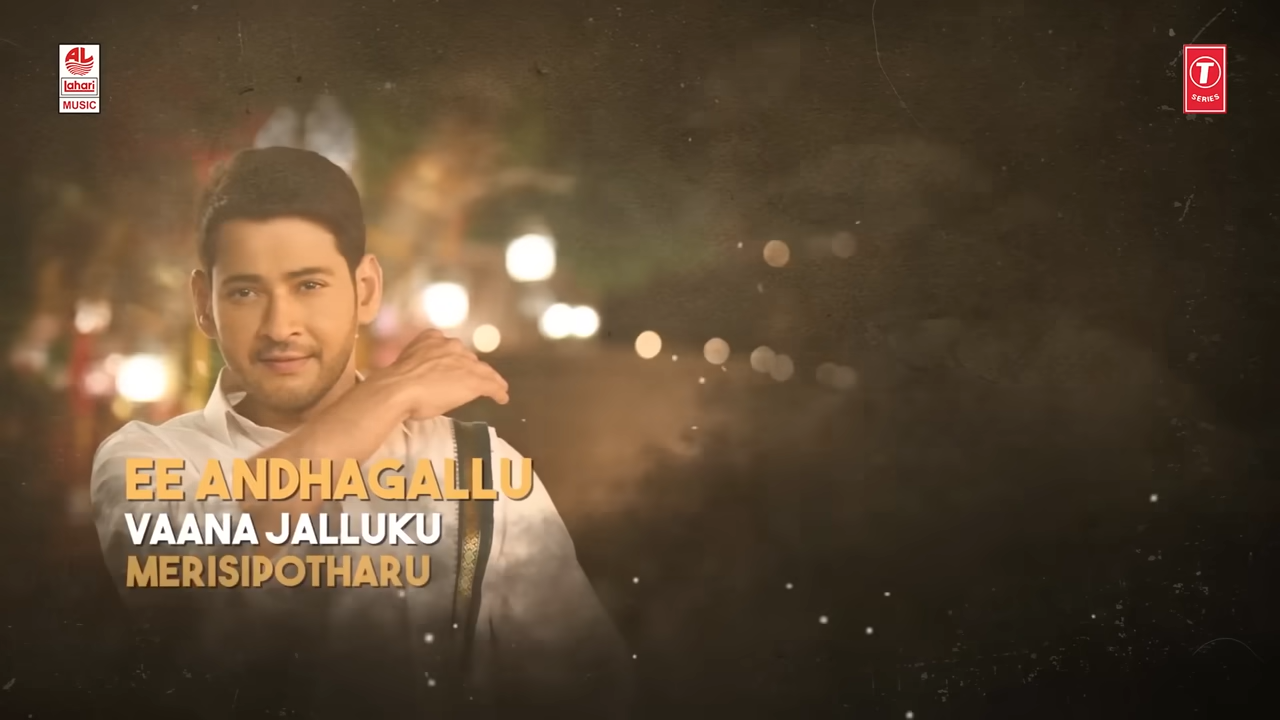 AL
Lahari
MUSIC
T
SERIES
EE ANDHAGALLU
VAANA JALLUKU
MERISIPOTHARU